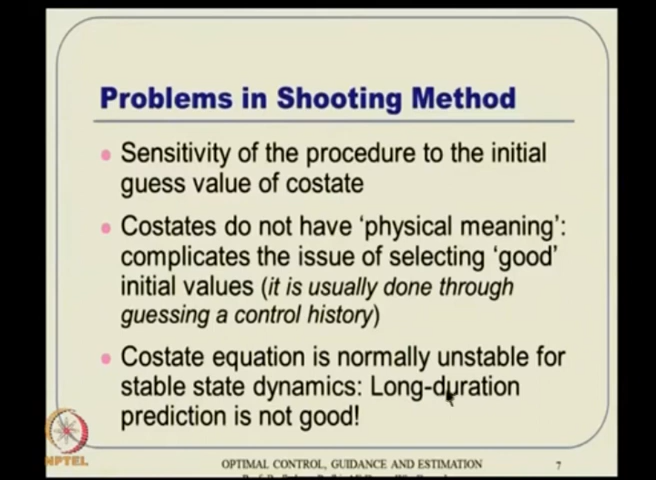 Problems in Shooting Method
Sensitivity of the procedure to the initial
guess value of costate
Costates do not have 'physical meaning':
complicates the issue of selecting 'good'
initial values (it is usually done through
guessing a control history)
Costate equation is normally unstable for
stable state dynamics: Long-duration
prediction is not good!
NPTEL
OPTIMAL CONTROL, GUIDANCE AND ESTIMATION
7